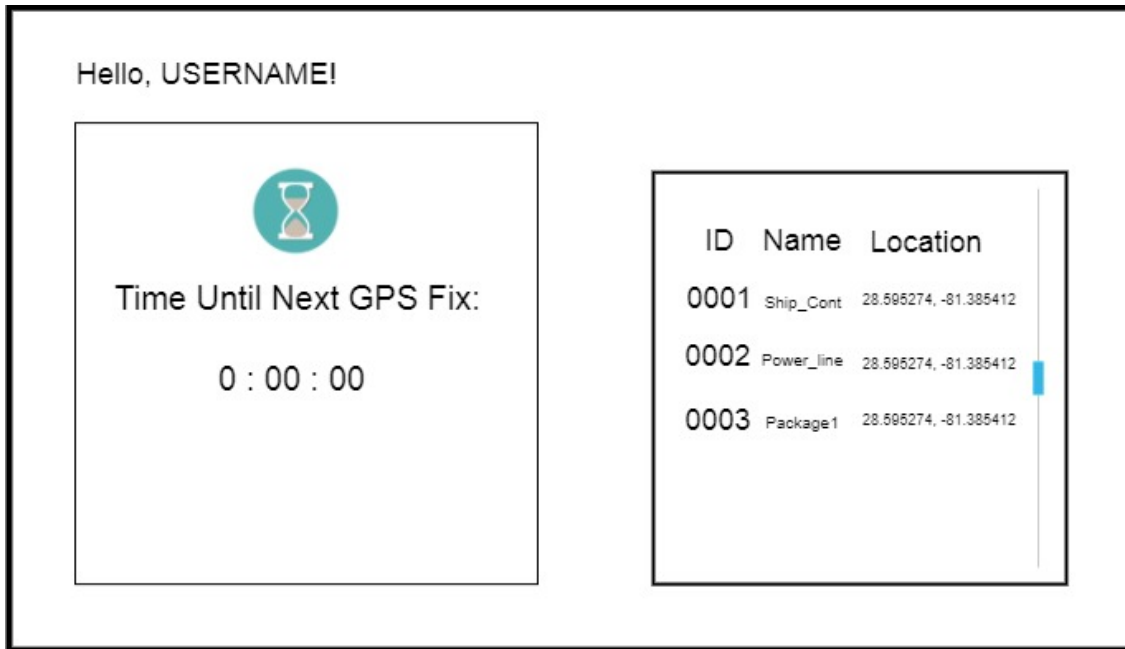 Hello, USERNAME!
Time Until Next GPS Fix:
0 : 00 : 00
ID Name Location
0001 Ship_Cont 28.595274, -81.385412
0002 Power_line 28.595274, -81.385412
0003 Package1 28.595274, -81.385412